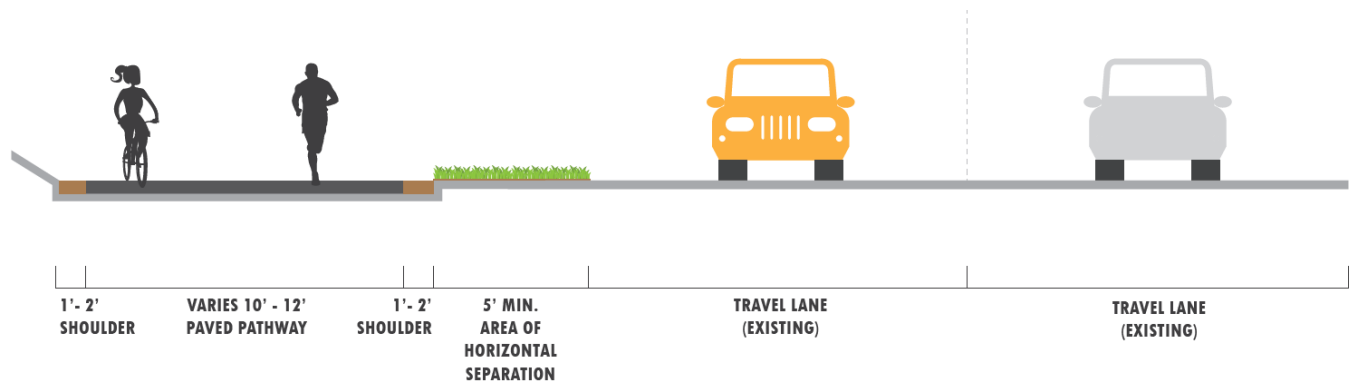 1’- 2’
SHOULDER
VARIES 10’ - 12’
PAVED PATHWAY
1’- 2’
SHOULDER
5’ MIN.
AREA OF
HORIZONTAL
SEPARATION
TRAVEL LANE
(EXISTING)
TRAVEL LANE
(EXISTING)